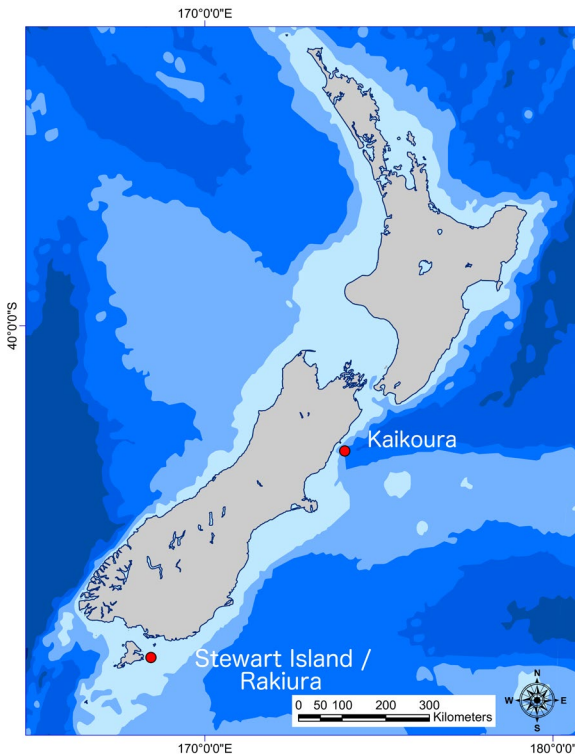 170°0'0"E
40°0'0"S
Kaikoura
Stewart Island /
Rakiura
N
W E
S
0 50 100 200 300
Kilometers
170°0'0"E 180°0'0"